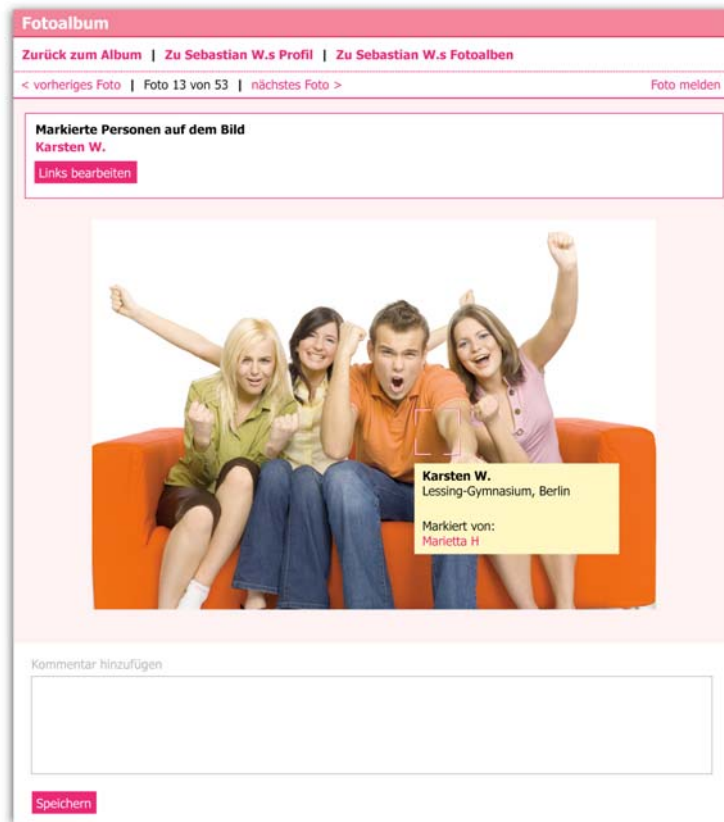 Fotoalbum
Zurück zum Album | Zu Sebastian W.s Profil | Zu Sebastian W.s Fotoalben
< vorheriges Foto | Foto 13 von 53 | nächstes Foto >
Foto melden
Markierte Personen auf dem Bild
Karsten W.
Links bearbeiten
Karsten W.
Lessing-Gymnasium, Berlin
Markiert von:
Marietta H
Kommentar hinzufügen
Speichern